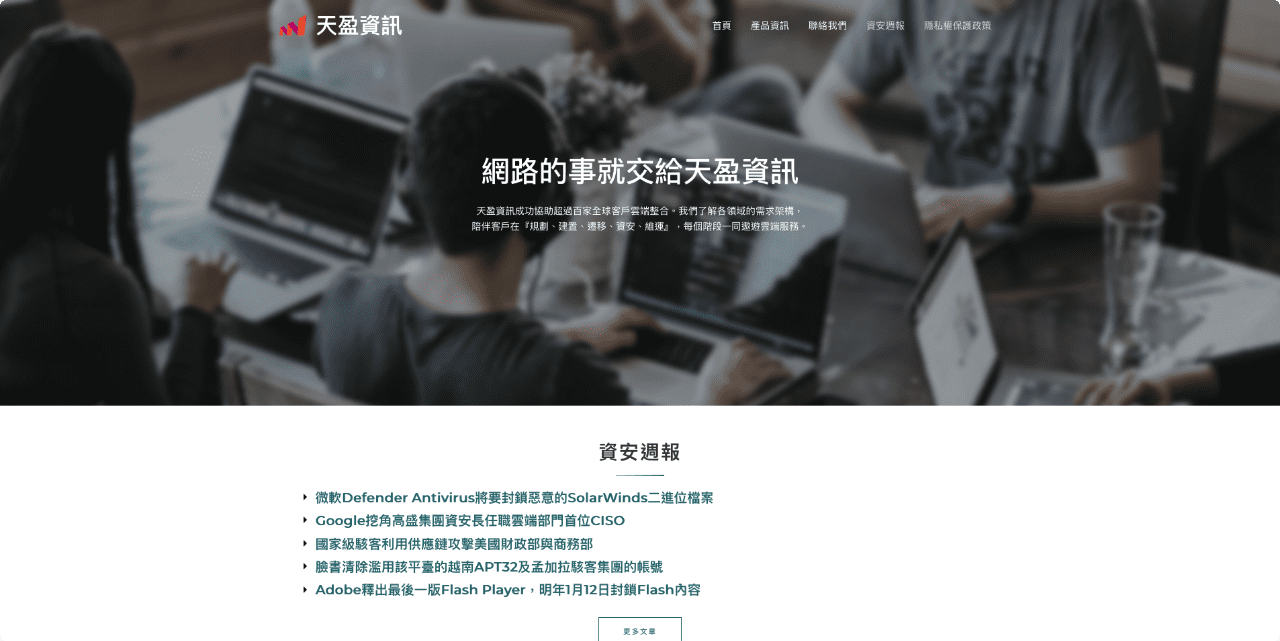 天盈資訊
首頁 產品資訊 聯絡我們 資安週報 隱私權保護政策
網路的事就交給天盈資訊
天盈資訊成功協助超過百家全球客戶雲端整合。我們了解各領域的需求架構，
陪伴客戶在『規劃、建置、遷移、資安、維運』，每個階段一同遨遊雲端服務。
資安週報
微軟Defender Antivirus將要封鎖惡意的SolarWinds二進位檔案
Google挖角高盛集團資安長任職雲端部門首位CISO
國家級駭客利用供應鏈攻擊美國財政部與商務部
臉書清除濫用該平臺的越南APT32及孟加拉駭客集團的帳號
Adobe釋出最後一版Flash Player，明年1月12日封鎖Flash內容
更多文章